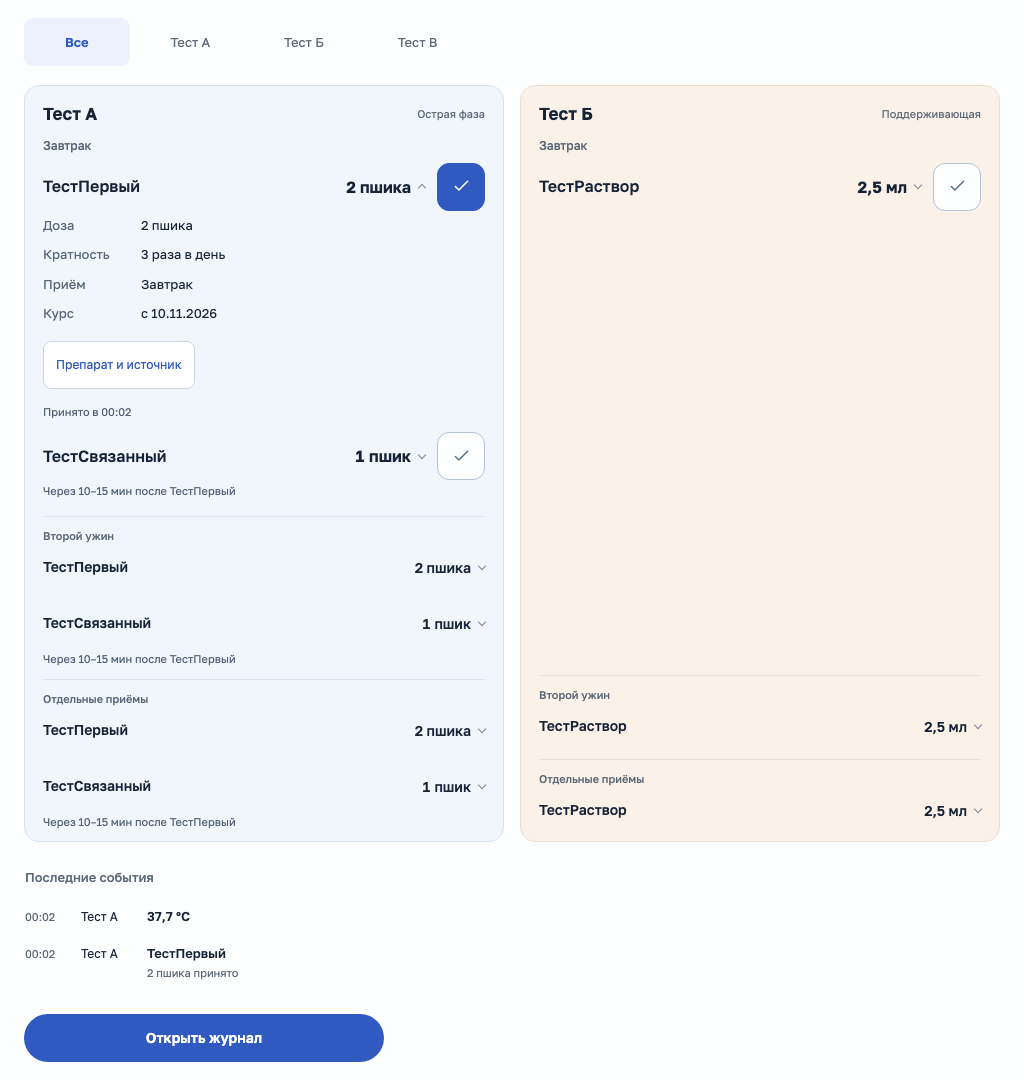 Все
Тест А
Тест Б
Тест В
Тест А
Острая фаза
Завтрак
ТестПервый
2 пшика
Доза
2 пшика
Кратность
3 раза в день
Приём
Завтрак
Курс
с 10.11.2026
Препарат и источник
Принято в 00:02
ТестСвязанный
1 пшик
Через 10–15 мин после ТестПервый
Второй ужин
ТестПервый
2 пшика
ТестСвязанный
1 пшик
Через 10–15 мин после ТестПервый
Отдельные приёмы
ТестПервый
2 пшика
ТестСвязанный
1 пшик
Через 10–15 мин после ТестПервый
Тест Б
Поддерживающая
Завтрак
ТестРаствор
2,5 мл
Второй ужин
ТестРаствор
2,5 мл
Отдельные приёмы
ТестРаствор
2,5 мл
Последние события
00:02 Тест А 37,7 °C
00:02 Тест А ТестПервый
2 пшика принято
Открыть журнал